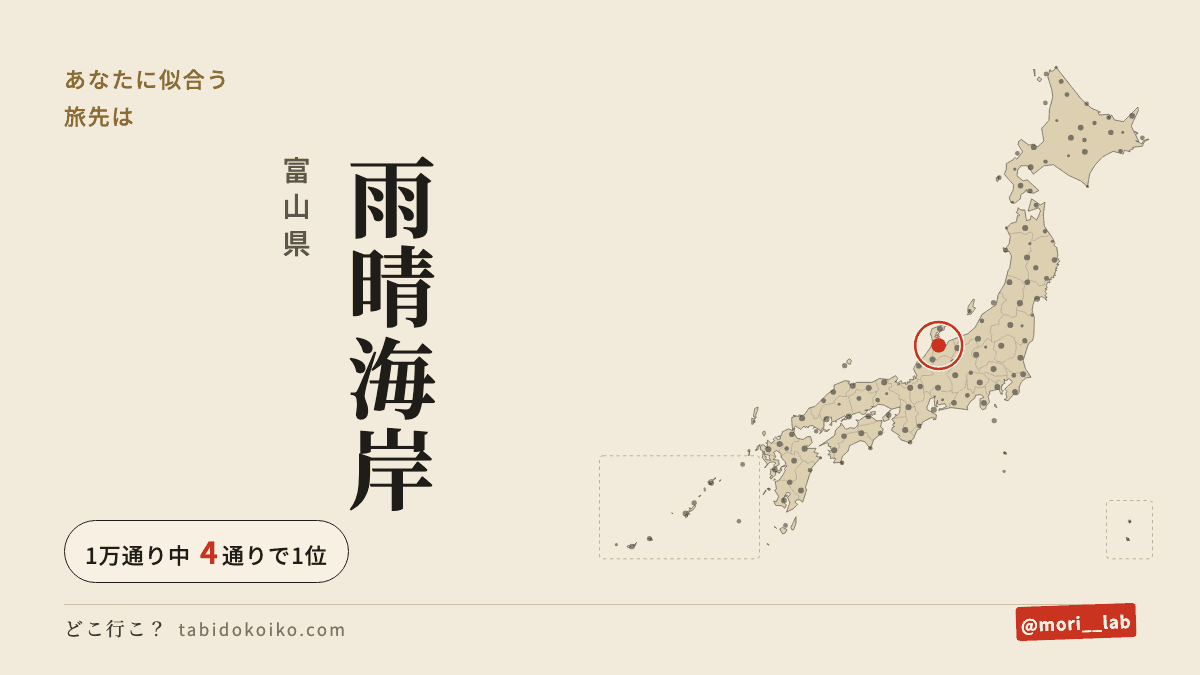 あなたに似合う
旅先は
雨晴海岸
富山県
1万通り中 4通りで1位
どこ行こ？ tabidokoiko.com
@mori__lab